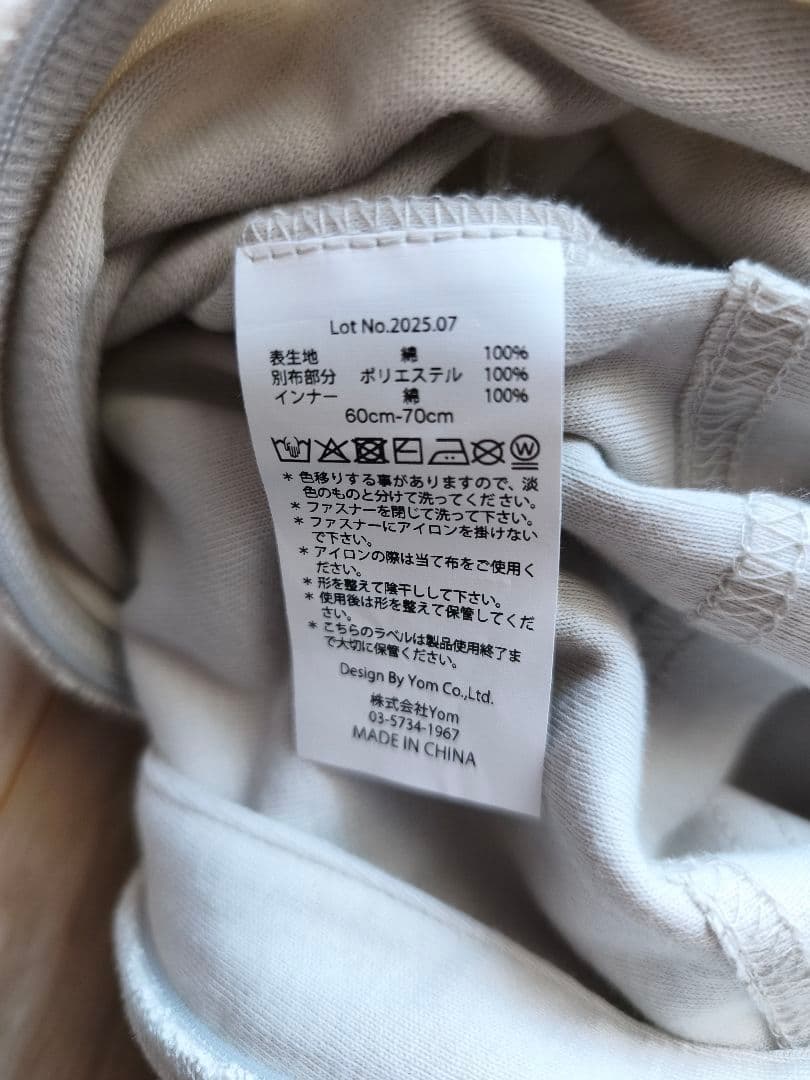 Lot No.2025.07
表生地 綿 100%
別布部分 ポリエステル 100%
インナー 綿 100%
60cm-70cm
W
* 色移りする事がありますので、淡
色のものと分けて洗ってください。
* ファスナーを閉じて洗って下さい。
* ファスナーにアイロンを掛けない
で下さい。
* アイロンの際は当て布をご使用く
ださい。
* 形を整えて陰干しして下さい。
* 使用後は形を整えて保管してくだ
さい。
* こちらのラベルは製品使用終了ま
で大切に保管ください。
Design By Yom Co.,Ltd.
株式会社Yom
03-5734-1967
MADE IN CHINA